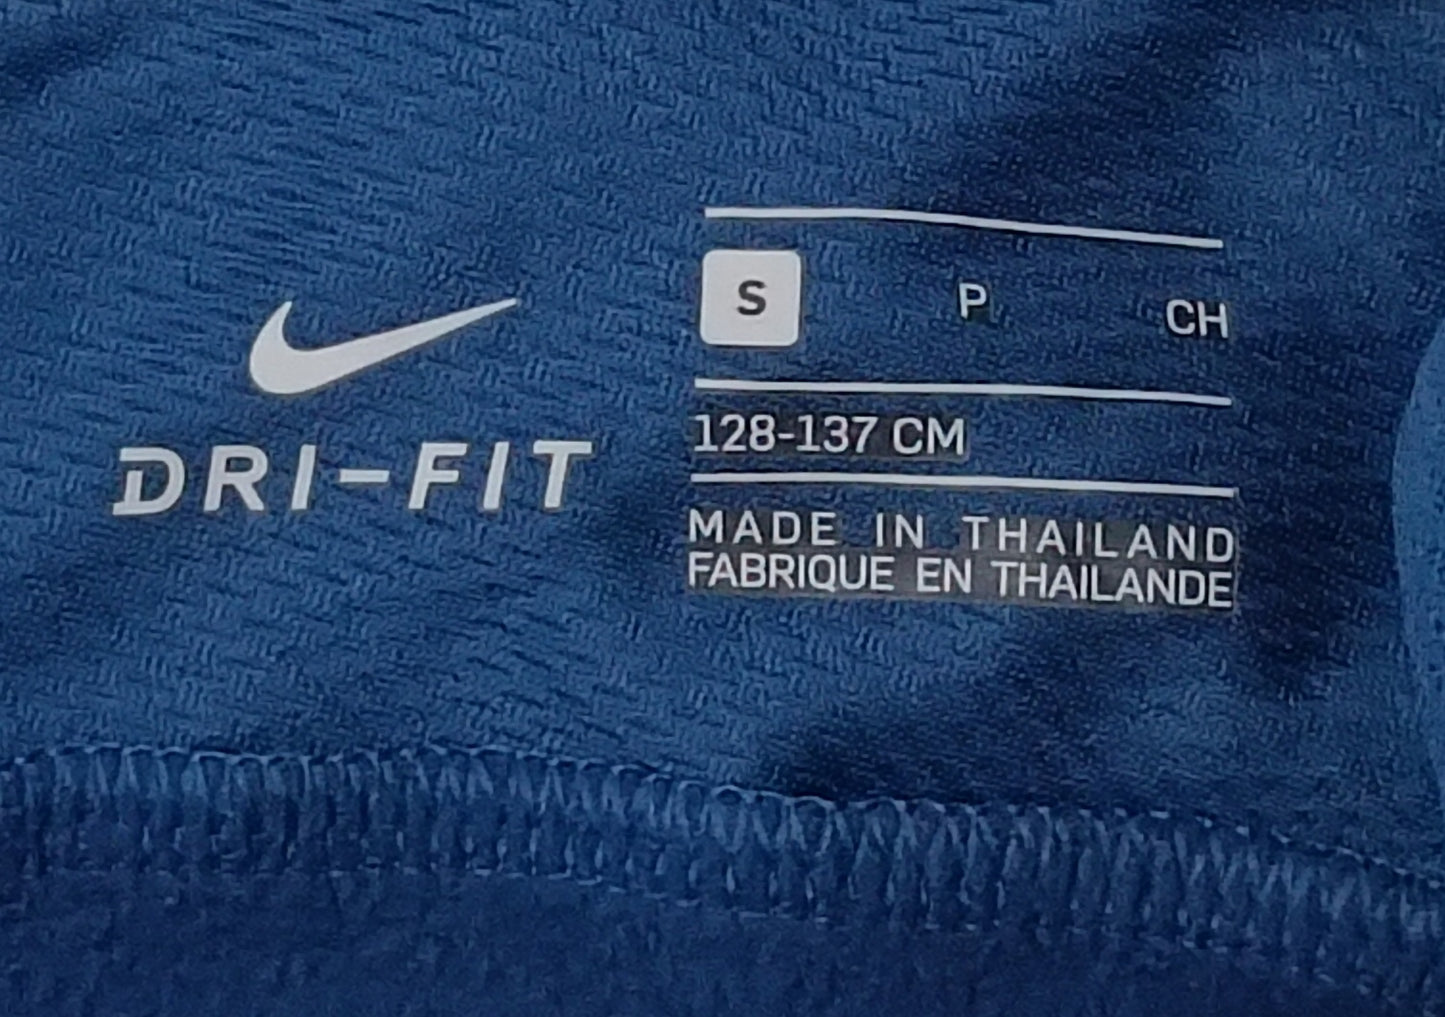 DRI-FIT
S P CH
128-137 CM
MADE IN THAILAND
FABRIQUE EN THAILANDE